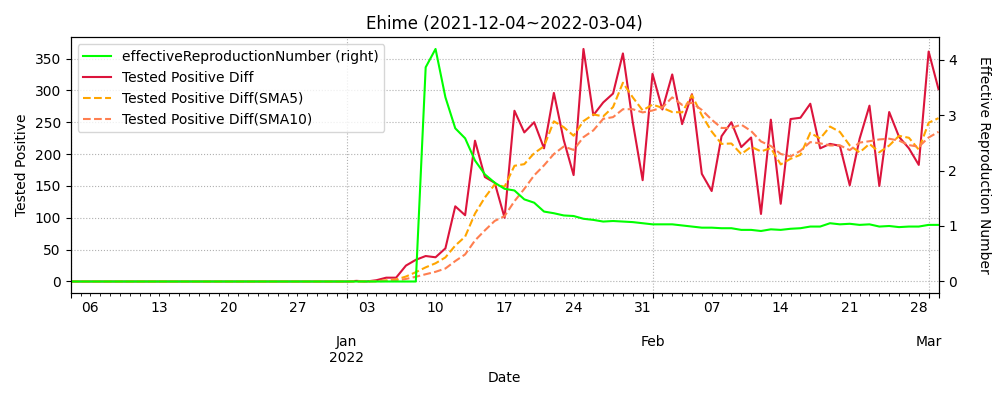 Ehime (2021-12-04~2022-03-04)
effectiveReproductionNumber (right)
Tested Positive Diff
Tested Positive Diff(SMA5)
Tested Positive Diff(SMA10)
Tested Positive
350
300
250
200
150
100
50
0
4
3
2
1
0
Effective Reproduction Number
06 13 20 27 03 10 17 24 31 07 14 21 28
Jan Feb Mar
2022
Date